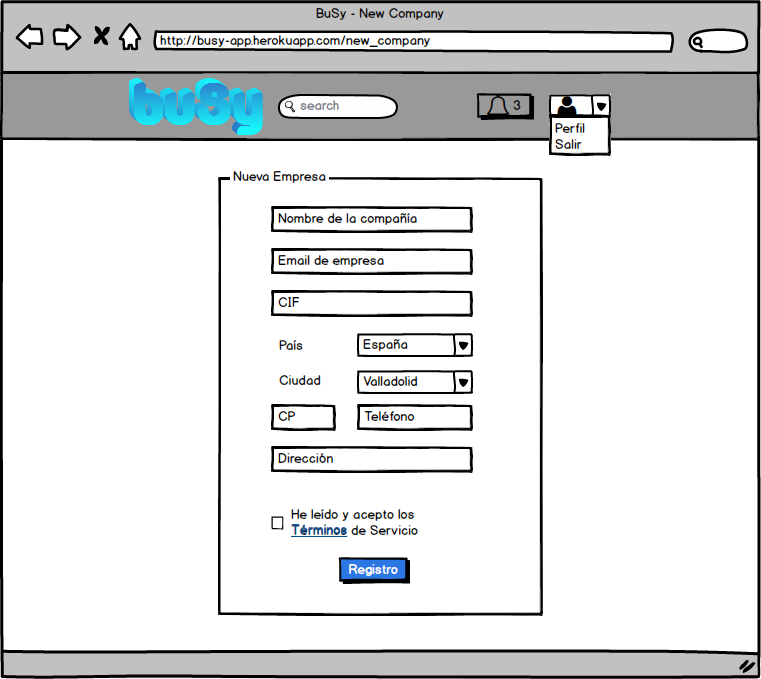 BuSy - New Company
http://busy-app.herokuapp.com/new_company
buSy
search
3
Perfil
Salir
Nueva Empresa
Nombre de la compañía
Email de empresa
CIF
País
España
Ciudad
Valladolid
CP
Teléfono
Dirección
He leído y acepto los
Términos de Servicio
Registro